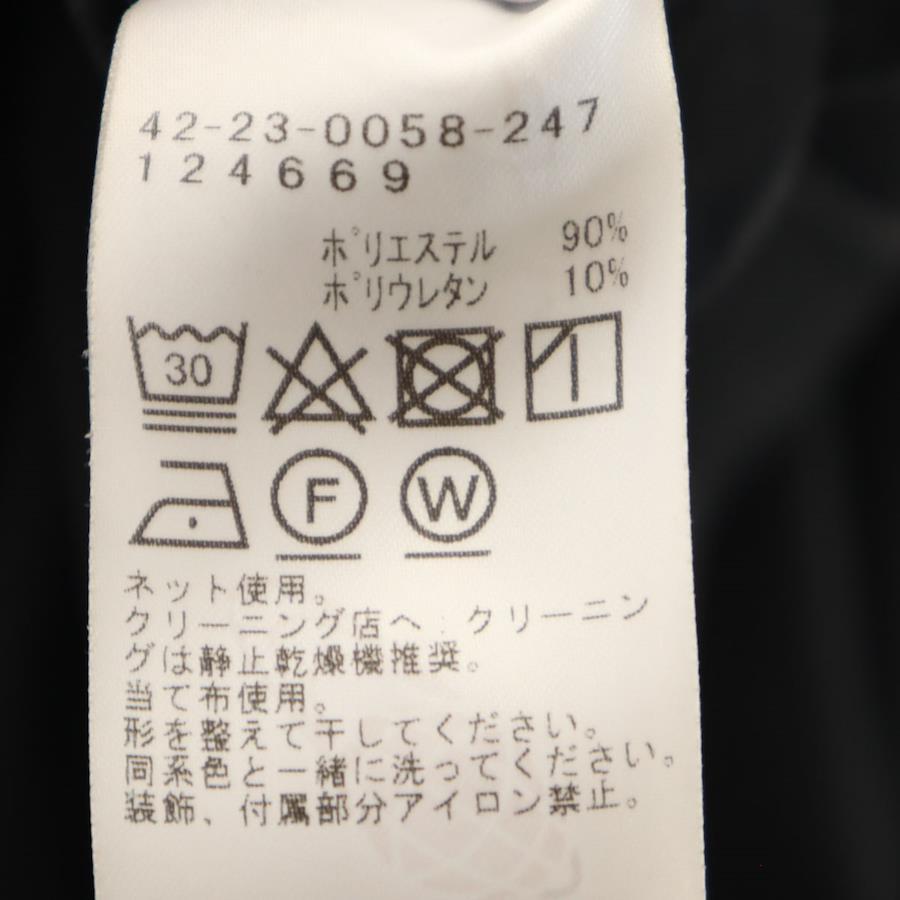 42-23-0058-247
124669
ポリエステル 90%
ポリウレタン 10%
30
F W
ネット使用。
クリーニング店へ:クリーニン
グは静止乾燥機推奨。
当て布使用。
形を整えて干してください。
同系色と一緒に洗ってください。
装飾、付属部分アイロン禁止。